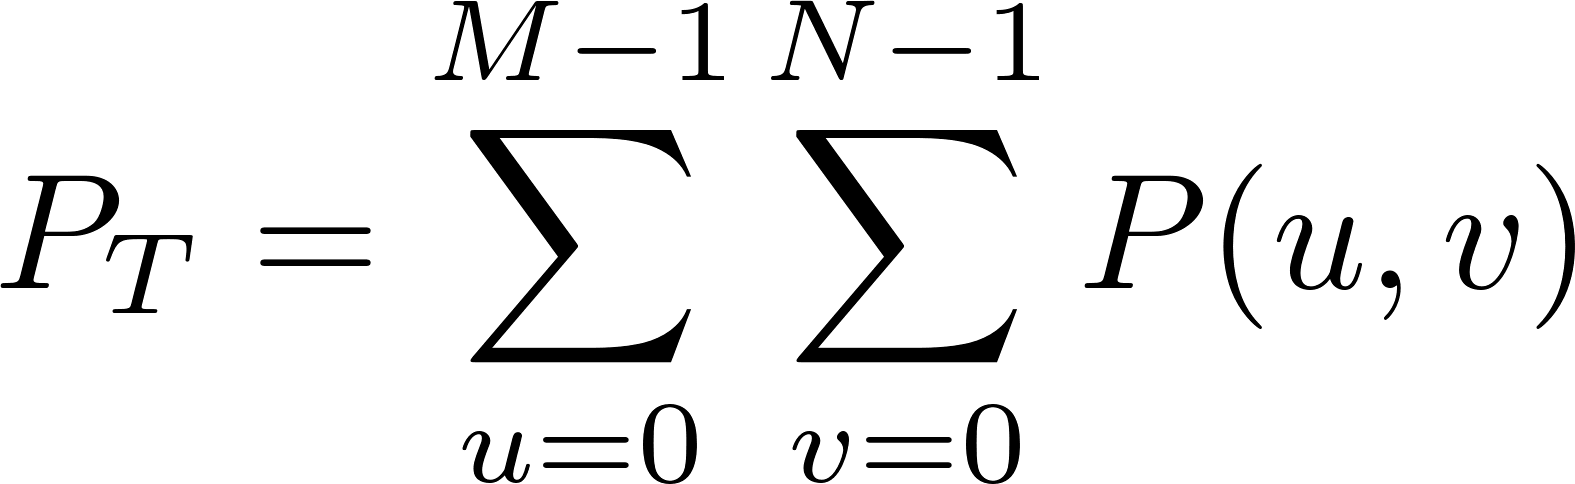 P_T = \sum_{u=0}^{M-1} \sum_{v=0}^{N-1} P(u, v)